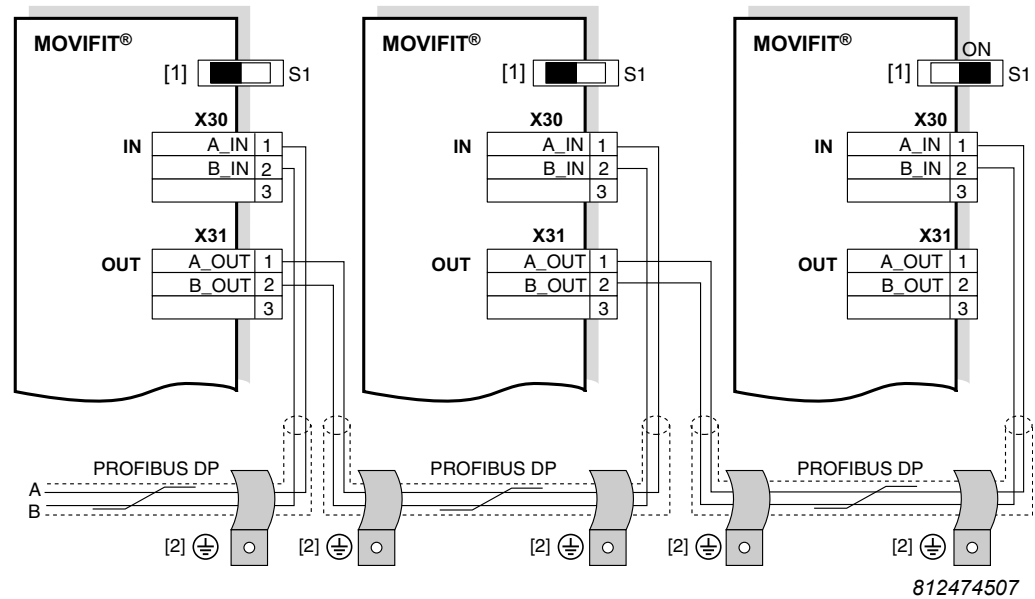 MOVIFIT® MOVIFIT® MOVIFIT®
ON
[1] S1 [1] S1 [1] S1
X30 X30 X30
IN A_IN 1 IN A_IN 1 IN A_IN 1
B_IN 2 B_IN 2 B_IN 2
3 3 3
X31 X31 X31
OUT A_OUT 1 OUT A_OUT 1 OUT A_OUT 1
B_OUT 2 B_OUT 2 B_OUT 2
3 3 3
PROFIBUS DP PROFIBUS DP PROFIBUS DP
A
B
[2] [2] [2] [2] [2]
812474507